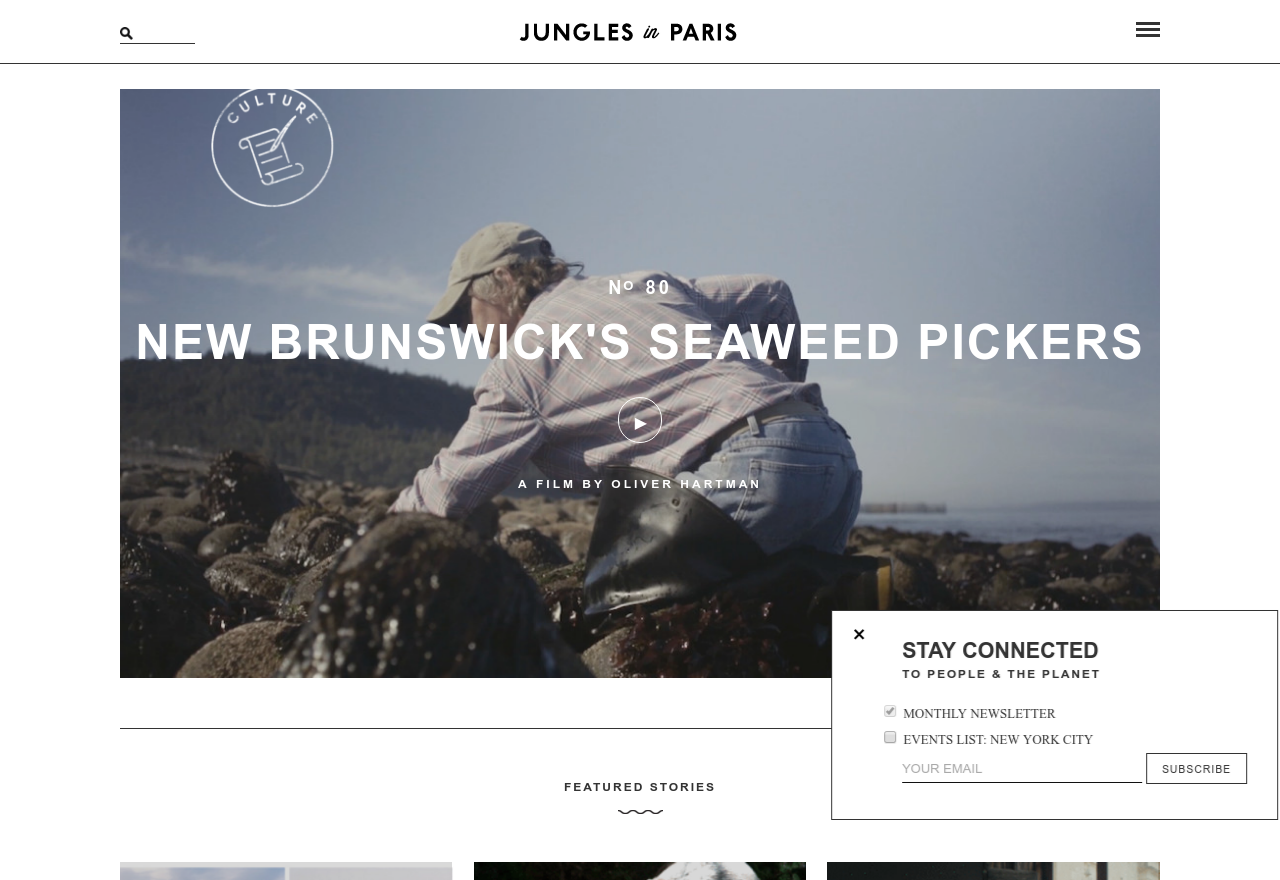 JUNGLES in PARIS
CULTURE
Nº 80
NEW BRUNSWICK'S SEAWEED PICKERS
A FILM BY OLIVER HARTMAN
STAY CONNECTED
TO PEOPLE & THE PLANET
MONTHLY NEWSLETTER
EVENTS LIST: NEW YORK CITY
YOUR EMAIL
SUBSCRIBE
FEATURED STORIES